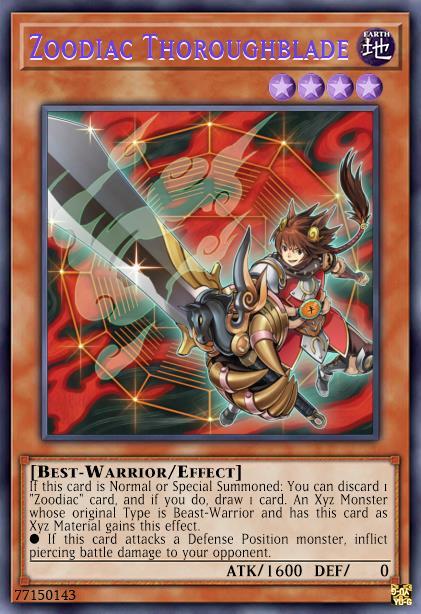 Zoodiac Thoroughblade
EARTH
地
[Best-Warrior/Effect]
If this card is Normal or Special Summoned: You can discard 1
"Zoodiac" card, and if you do, draw 1 card. An Xyz Monster
whose original Type is Beast-Warrior and has this card as
Xyz Material gains this effect.
● If this card attacks a Defense Position monster, inflict
piercing battle damage to your opponent.
ATK/1600 DEF/ 0
77150143